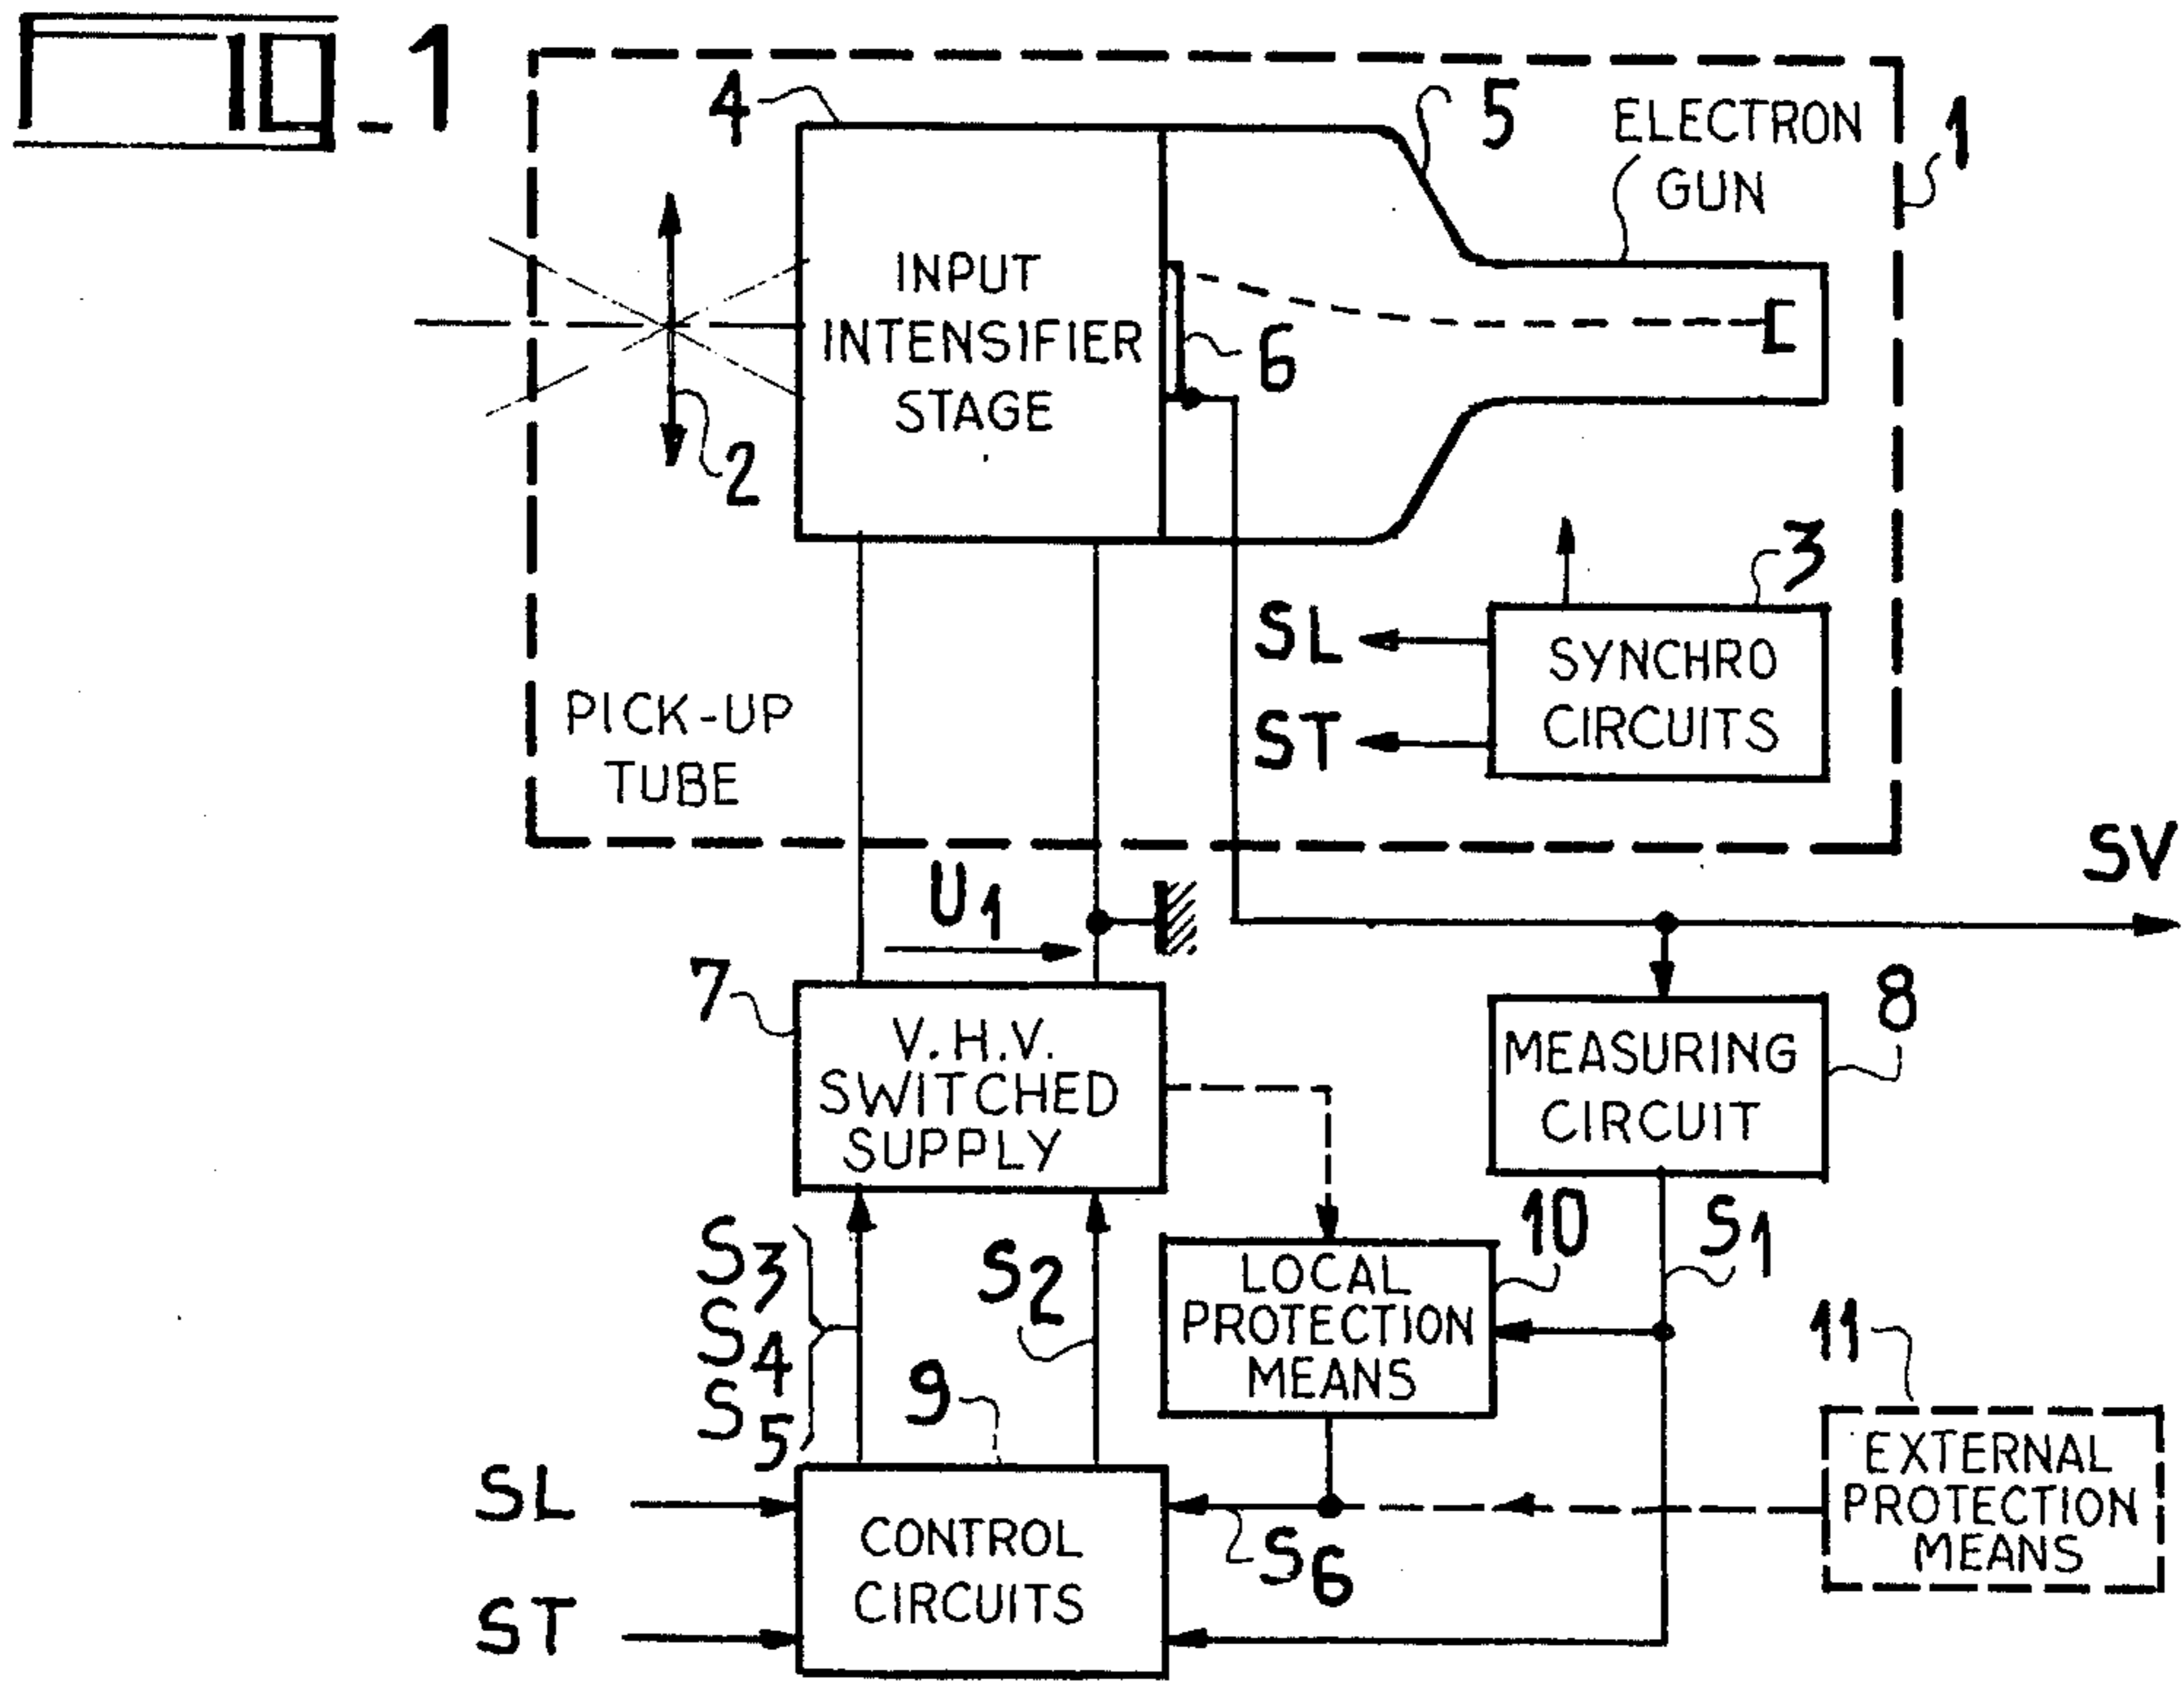 FIG_1
4
5
ELECTRON
GUN
1
INPUT
INTENSIFIER
STAGE
6
2
3
SL
ST
SYNCHRO
CIRCUITS
PICK-UP
TUBE
SV
U1
7
V.H.V.
SWITCHED
SUPPLY
8
MEASURING
CIRCUIT
S3
S4
S5
S2
10
S1
LOCAL
PROTECTION
MEANS
9
11
EXTERNAL
PROTECTION
MEANS
SL
ST
CONTROL
CIRCUITS
S6